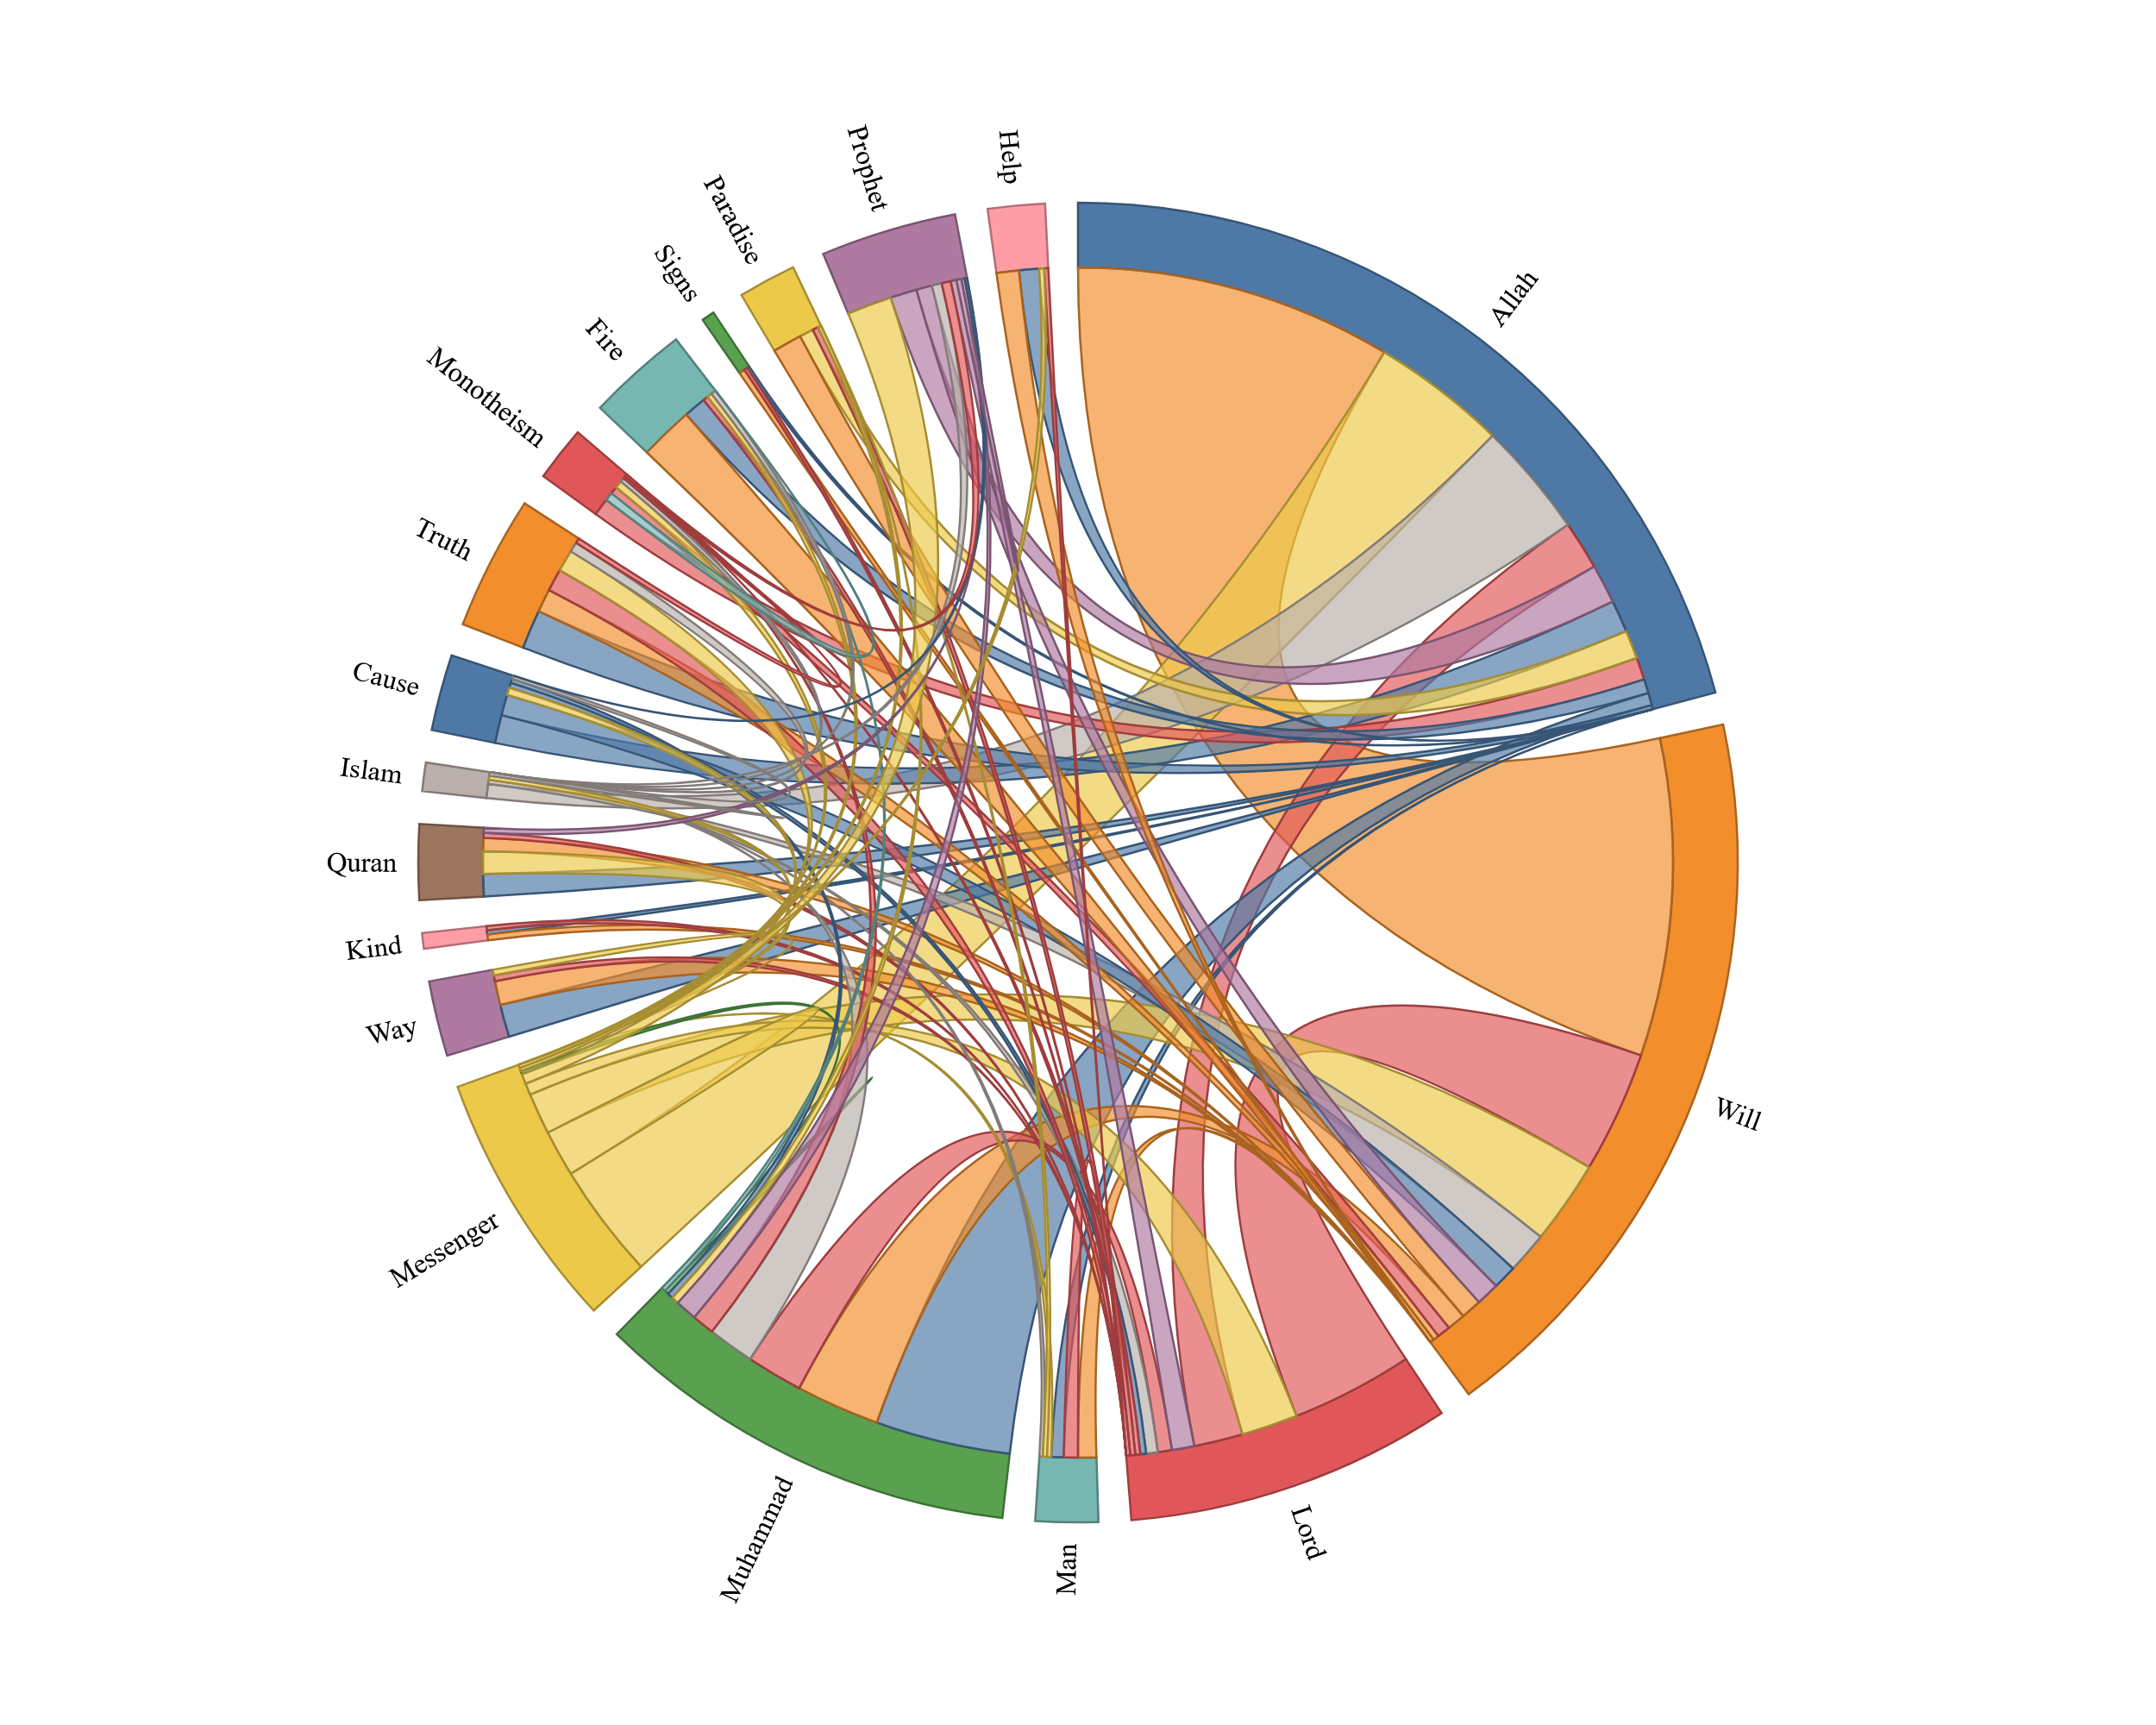 Allah
Will
Lord
Man
Muhammad
Messenger
Way
Kind
Quran
Islam
Cause
Truth
Monotheism
Fire
Signs
Paradise
Prophet
Help